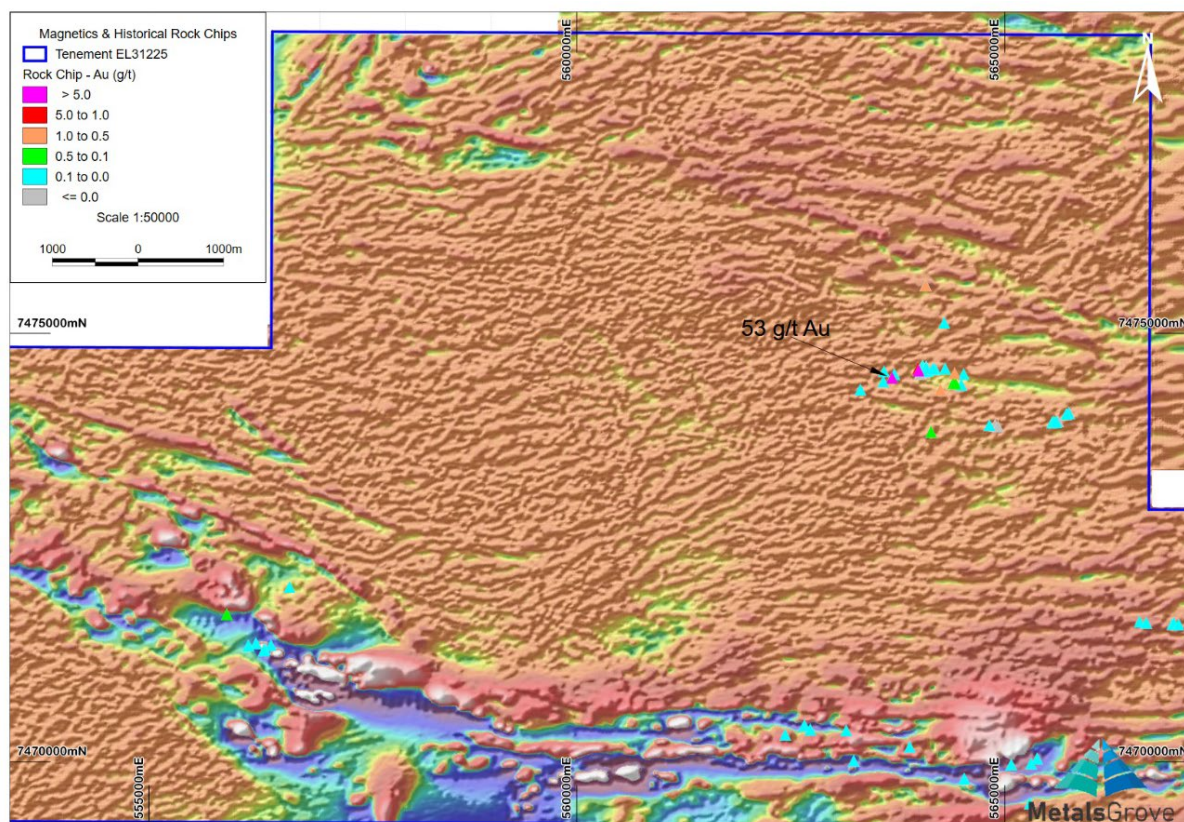 Magnetics & Historical Rock Chips
Tenement EL31225
Rock Chip - Au (g/t)
> 5.0
5.0 to 1.0
1.0 to 0.5
0.5 to 0.1
0.1 to 0.0
<= 0.0
Scale 1:50000
1000 0 1000m
560000mE
565000mE
N
7475000mN
7475000mN
53 g/t Au
7470000mN
7470000mN
555000mE
560000mE
565000mE
MetalsGrove